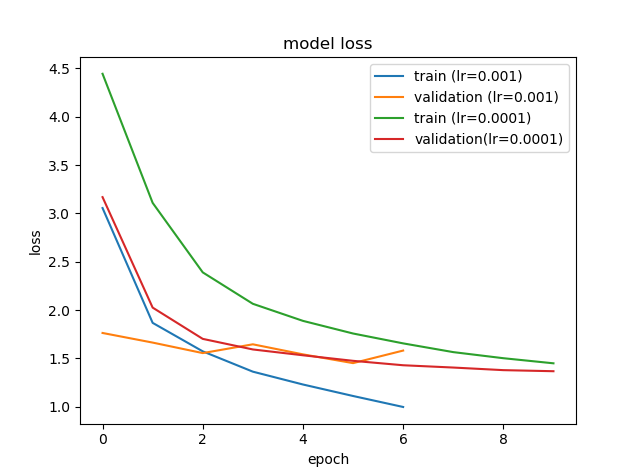 model loss
train (lr=0.001)
validation (lr=0.001)
train (lr=0.0001)
validation(lr=0.0001)
4.5
4.0
3.5
3.0
2.5
2.0
1.5
1.0
loss
0 2 4 6 8
epoch